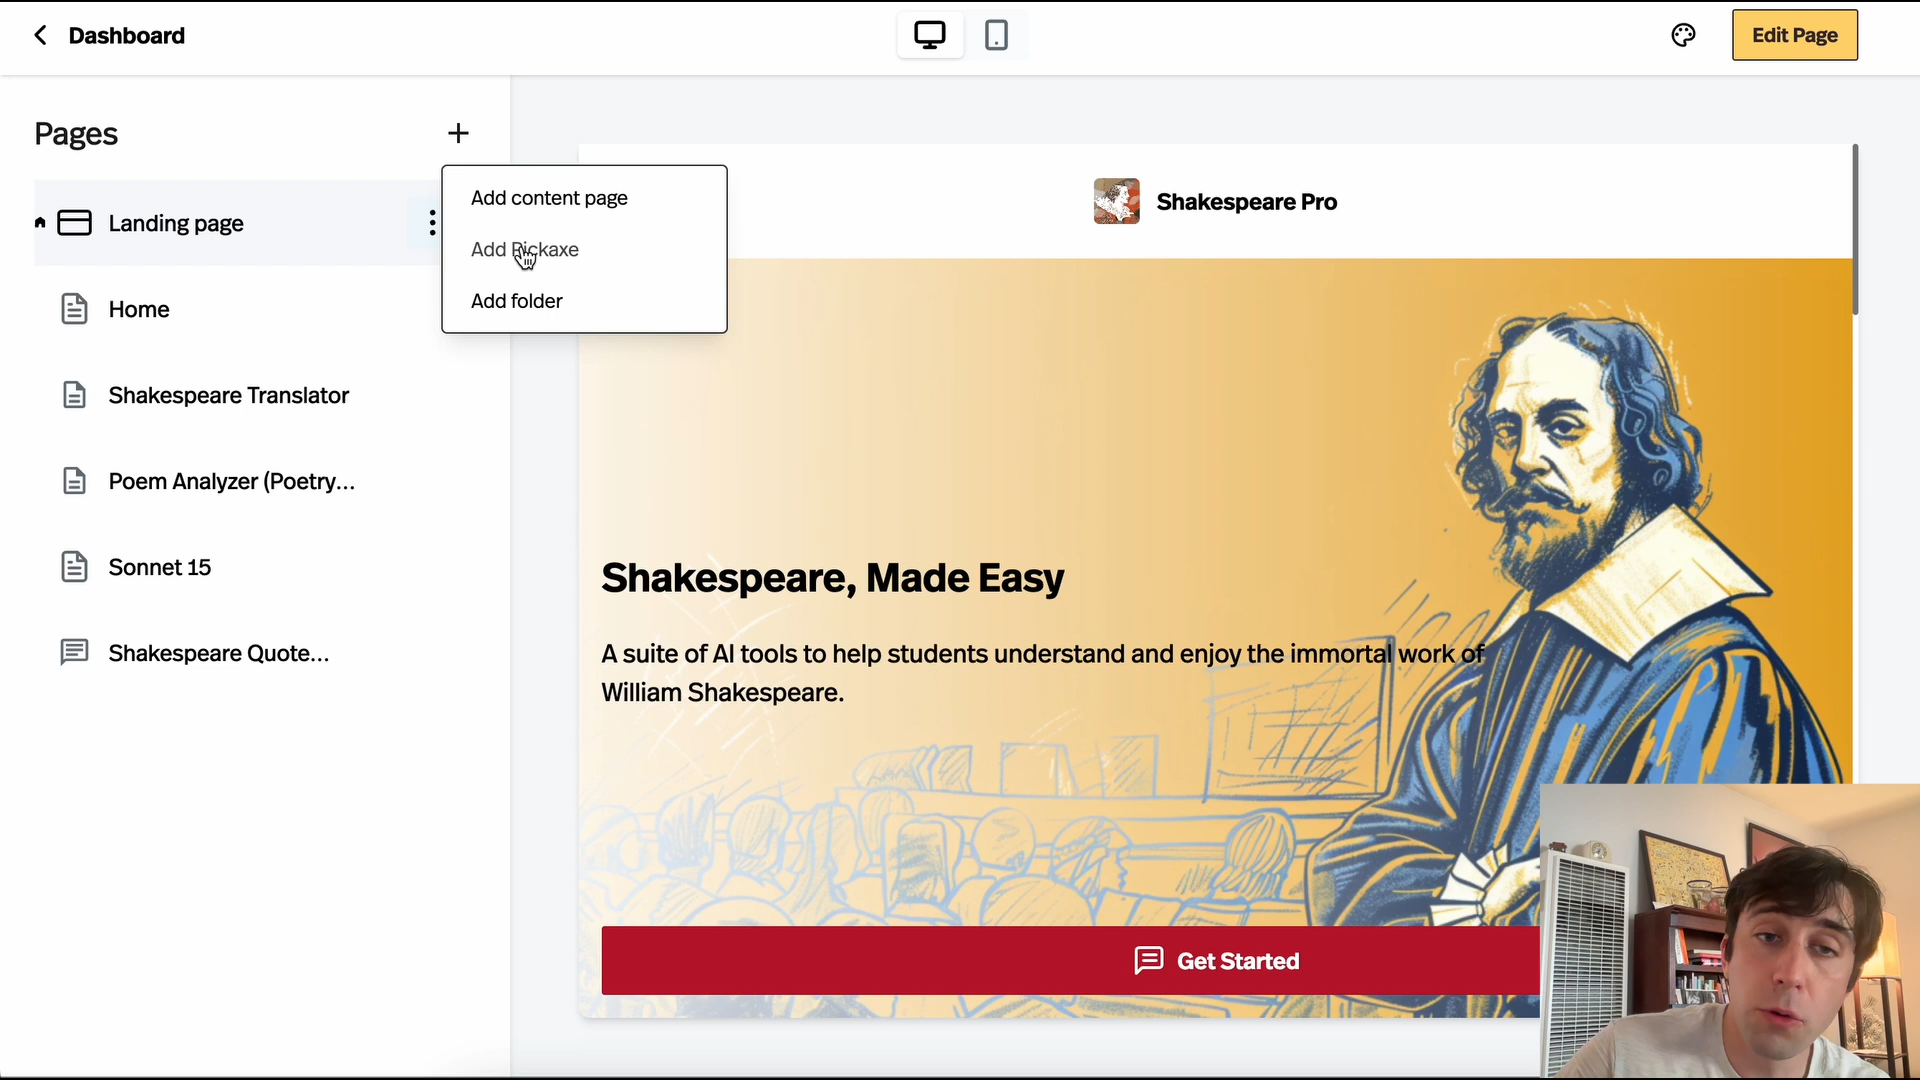 Dashboard
Edit Page
Pages
Add content page
Add Pickaxe
Add folder
Landing page
Home
Shakespeare Translator
Poem Analyzer (Poetry...
Sonnet 15
Shakespeare Quote...
Shakespeare Pro
Shakespeare, Made Easy
A suite of AI tools to help students understand and enjoy the immortal work of
William Shakespeare.
Get Started